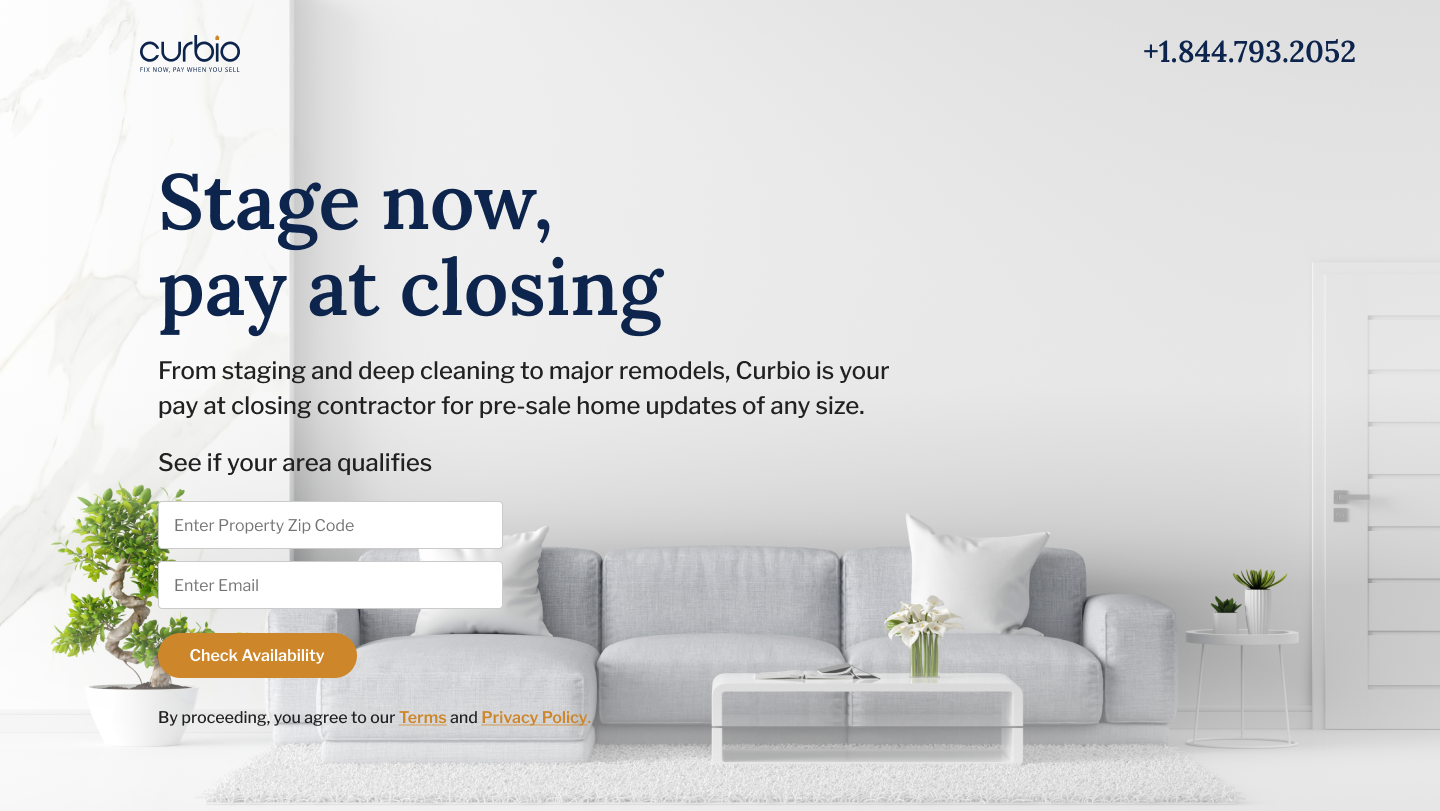 curbio
FIX NOW, PAY WHEN YOU SELL
+1.844.793.2052
Stage now,
pay at closing
From staging and deep cleaning to major remodels, Curbio is your
pay at closing contractor for pre-sale home updates of any size.
See if your area qualifies
Enter Property Zip Code
Enter Email
Check Availability
By proceeding, you agree to our Terms and Privacy Policy.